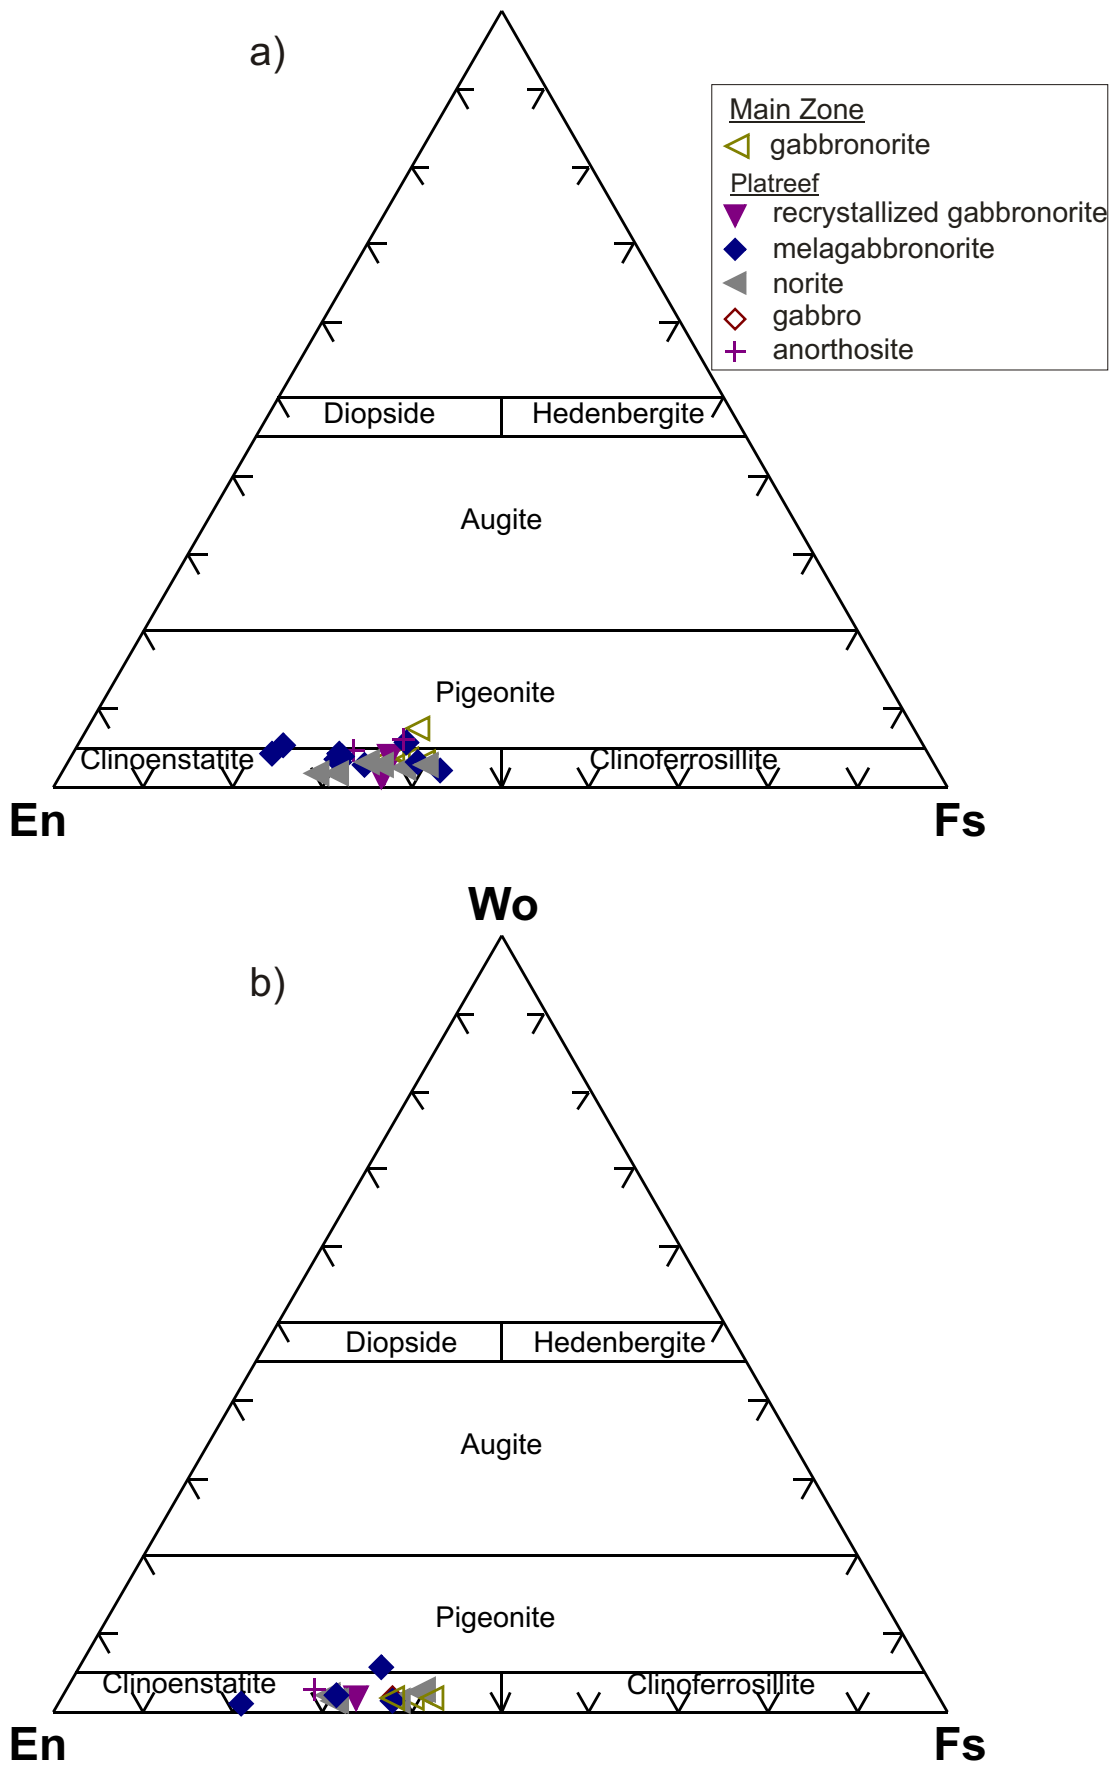 a)
Main Zone
gabbronorite
Platreef
recrystallized gabbronorite
melagabbronorite
norite
gabbro
anorthosite
Diopside Hedenbergite
Augite
Pigeonite
Clinoenstatite Clinoferrosillite
En Fs
Wo
b)
Diopside Hedenbergite
Augite
Pigeonite
Clinoenstatite Clinoferrosillite
En Fs